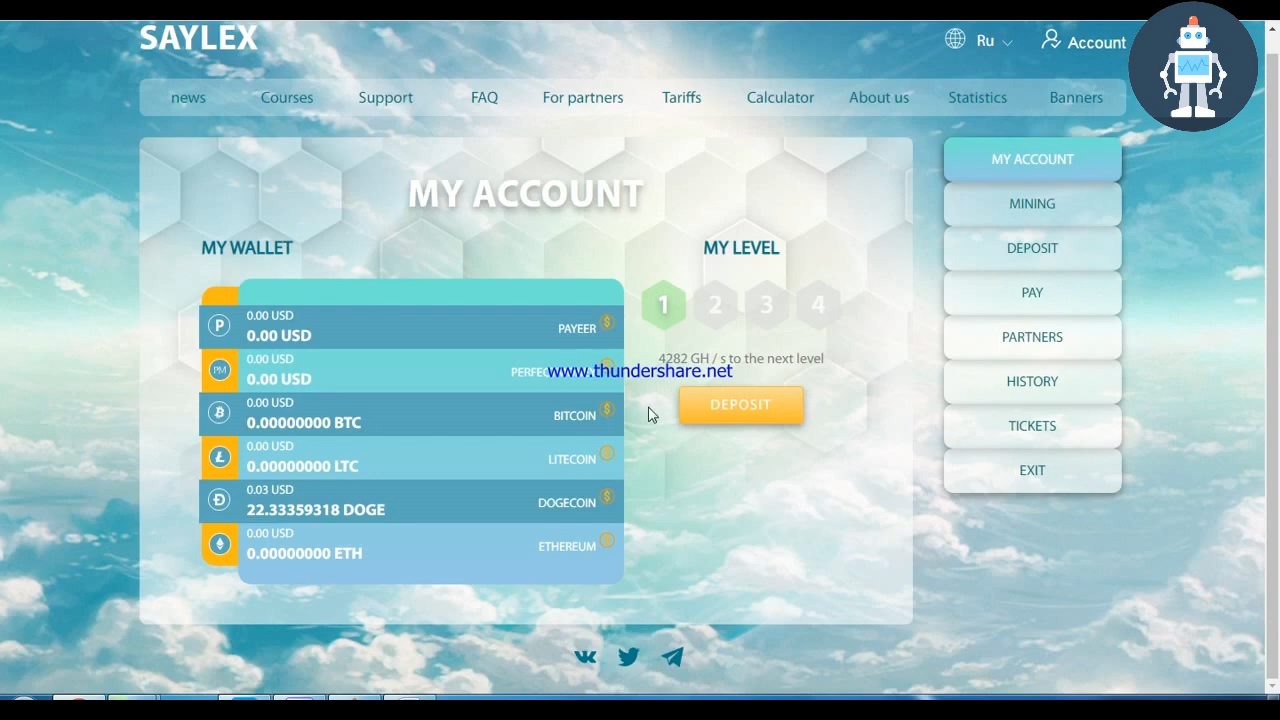 SAYLEX
Ru
Account
news Courses Support FAQ For partners Tariffs Calculator About us Statistics Banners
MY ACCOUNT
MY WALLET
0.00 USD
0.00 USD
PAYEER
0.00 USD
0.00 USD
0.00 USD
0.00000000 BTC
BITCOIN
0.00 USD
0.00000000 LTC
LITECOIN
0.03 USD
22.33359318 DOGE
DOGECOIN
0.00 USD
0.00000000 ETH
ETHEREUM
MY LEVEL
1 2 3 4
4282 GH / s to the next level
www.thundershare.net
DEPOSIT
MY ACCOUNT
MINING
DEPOSIT
PAY
PARTNERS
HISTORY
TICKETS
EXIT